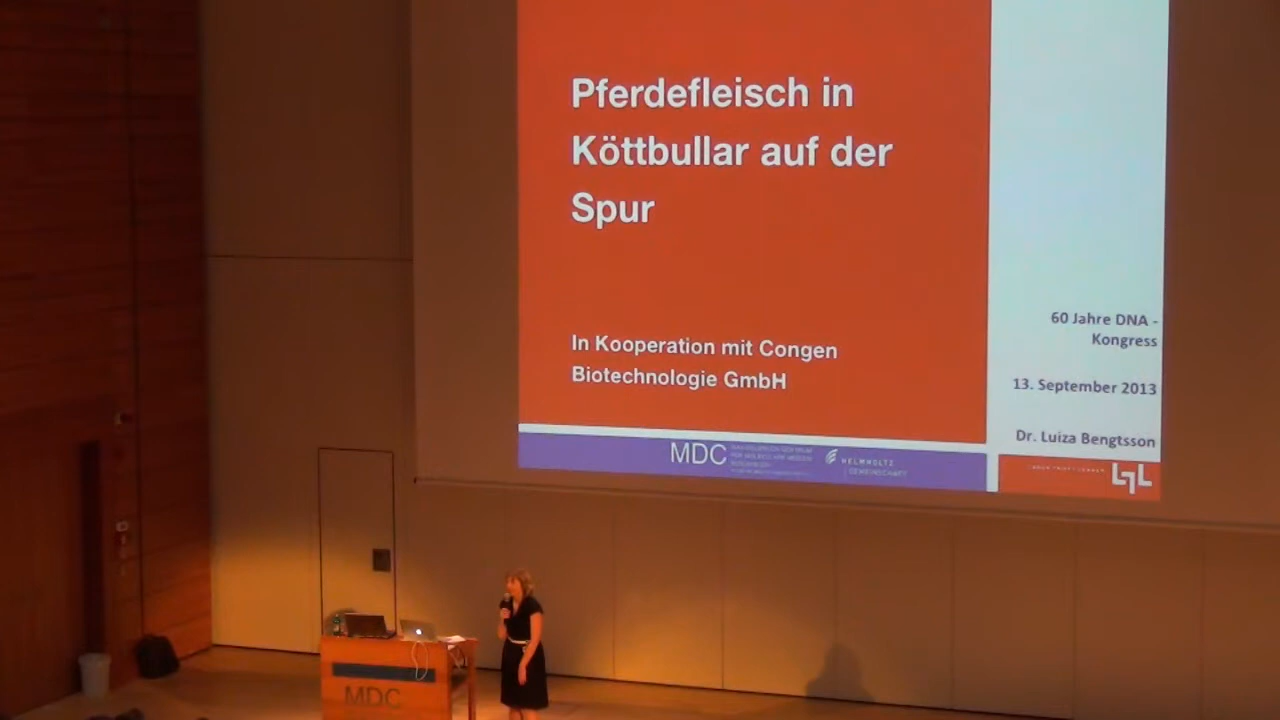 Pferdefleisch in
Köttbullar auf der
Spur
In Kooperation mit Congen
Biotechnologie GmbH
60 Jahre DNA -
Kongress
13. September 2013
Dr. Luiza Bengtsson
MDC
HELMHOLTZ
GEMEINSCHAFT
MDC